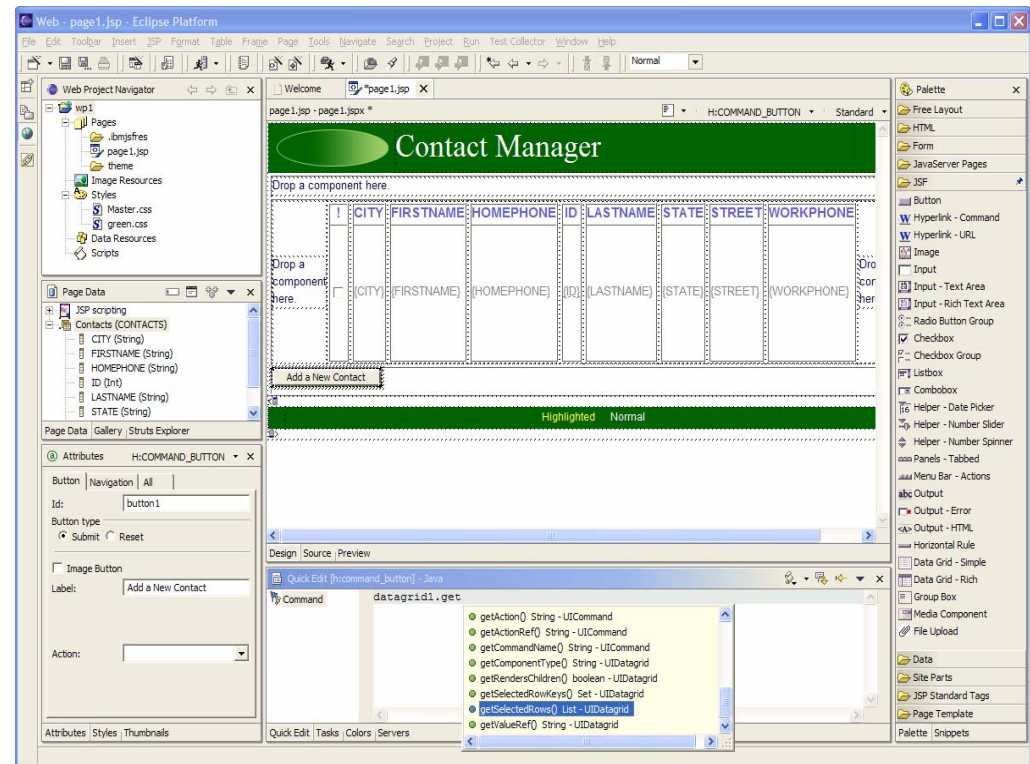 Web - page1.jsp - Eclipse Platform
File Edit Toolbar Insert JSP Format Table Frame Page Tools Navigate Search Project Run Test Collector Window Help
Normal
Web Project Navigator
wp1
Pages
.ibmjsfres
page1.jsp
theme
Image Resources
Styles
Master.css
green.css
Data Resources
Scripts
Page Data
JSP scripting
Contacts (CONTACTS)
CITY (String)
FIRSTNAME (String)
HOMEPHONE (String)
ID (Int)
LASTNAME (String)
STATE (String)
Page Data Gallery Struts Explorer
Attributes H:COMMAND_BUTTON
Button Navigation All
Id: button1
Button type
Submit Reset
Image Button
Label: Add a New Contact
Action:
Attributes Styles Thumbnails
Welcome *page1.jsp
page1.jsp - page1.jspx * H:COMMAND_BUTTON Standard
Contact Manager
Drop a component here.
! CITY FIRSTNAME HOMEPHONE ID LASTNAME STATE STREET WORKPHONE
Drop a component here.
{CITY} {FIRSTNAME} {HOMEPHONE} {ID} {LASTNAME} {STATE} {STREET} {WORKPHONE}
Dro
con
her
Add a New Contact
Highlighted Normal
Design Source Preview
Quick Edit [h:command_button] - Java
Command
datagrid1.get
getAction() String - UICommand
getActionRef() String - UICommand
getCommandName() String - UICommand
getComponentType() String - UIDatagrid
getRendersChildren() boolean - UIDatagrid
getSelectedRowKeys() Set - UIDatagrid
getSelectedRows() List - UIDatagrid
getValueRef() String - UIDatagrid
Quick Edit Tasks Colors Servers
Palette
Free Layout
HTML
Form
JavaServer Pages
JSF
Button
Hyperlink - Command
Hyperlink - URL
Image
Input
Input - Text Area
Input - Rich Text Area
Radio Button Group
Checkbox
Checkbox Group
Listbox
Combobox
Helper - Date Picker
Helper - Number Slider
Helper - Number Spinner
Panels - Tabbed
Menu Bar - Actions
abc Output
Output - Error
Output - HTML
Horizontal Rule
Data Grid - Simple
Data Grid - Rich
Group Box
Media Component
File Upload
Data
Site Parts
JSP Standard Tags
Page Template
Palette Snippets